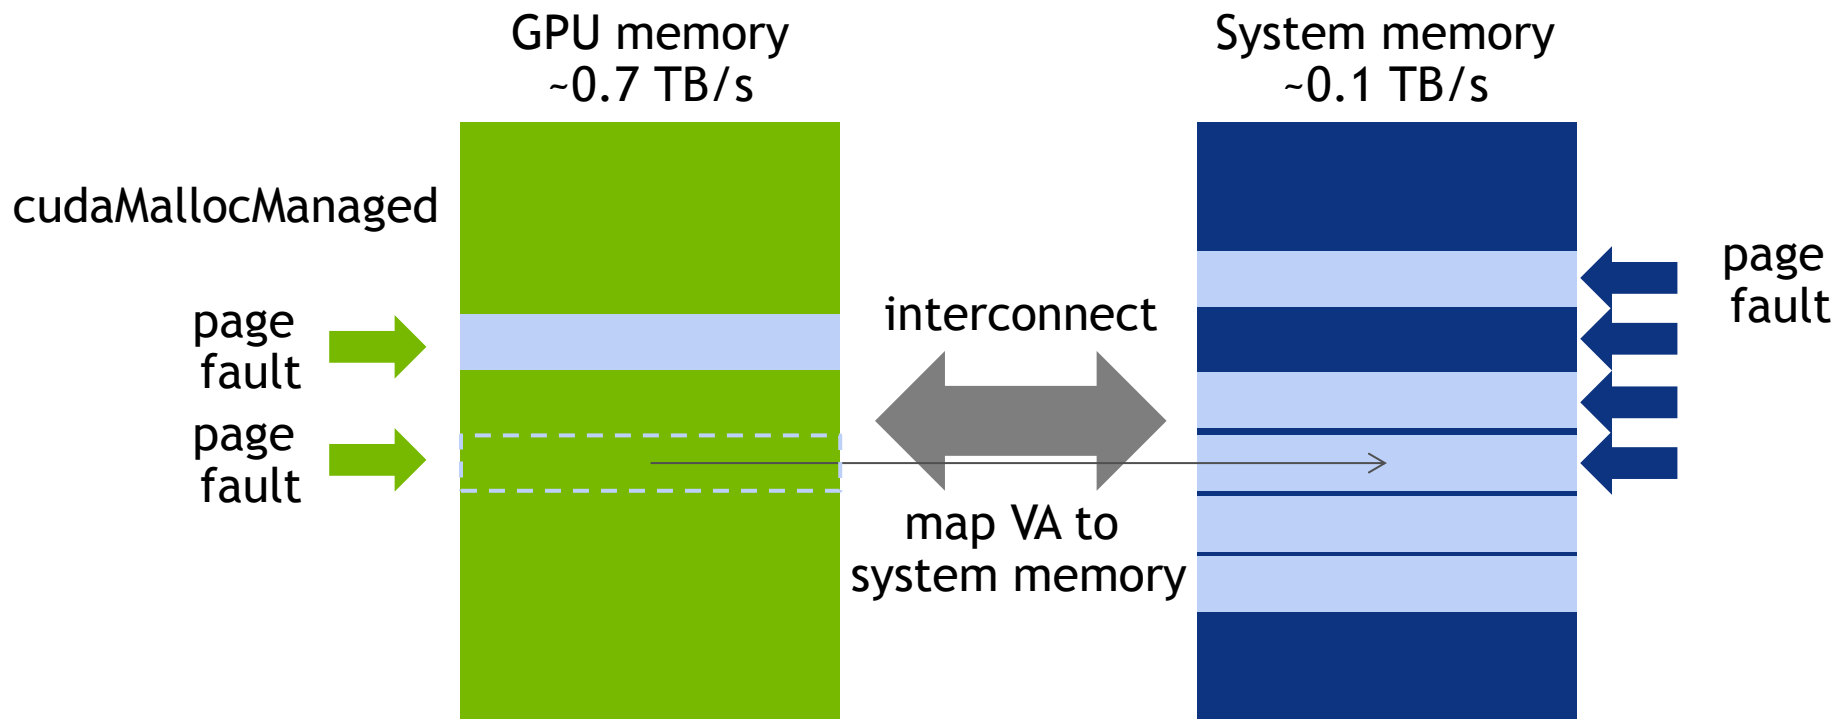 GPU memory
~0.7 TB/s
System memory
~0.1 TB/s
cudaMallocManaged
page
fault
interconnect
page
fault
page
fault
map VA to
system memory